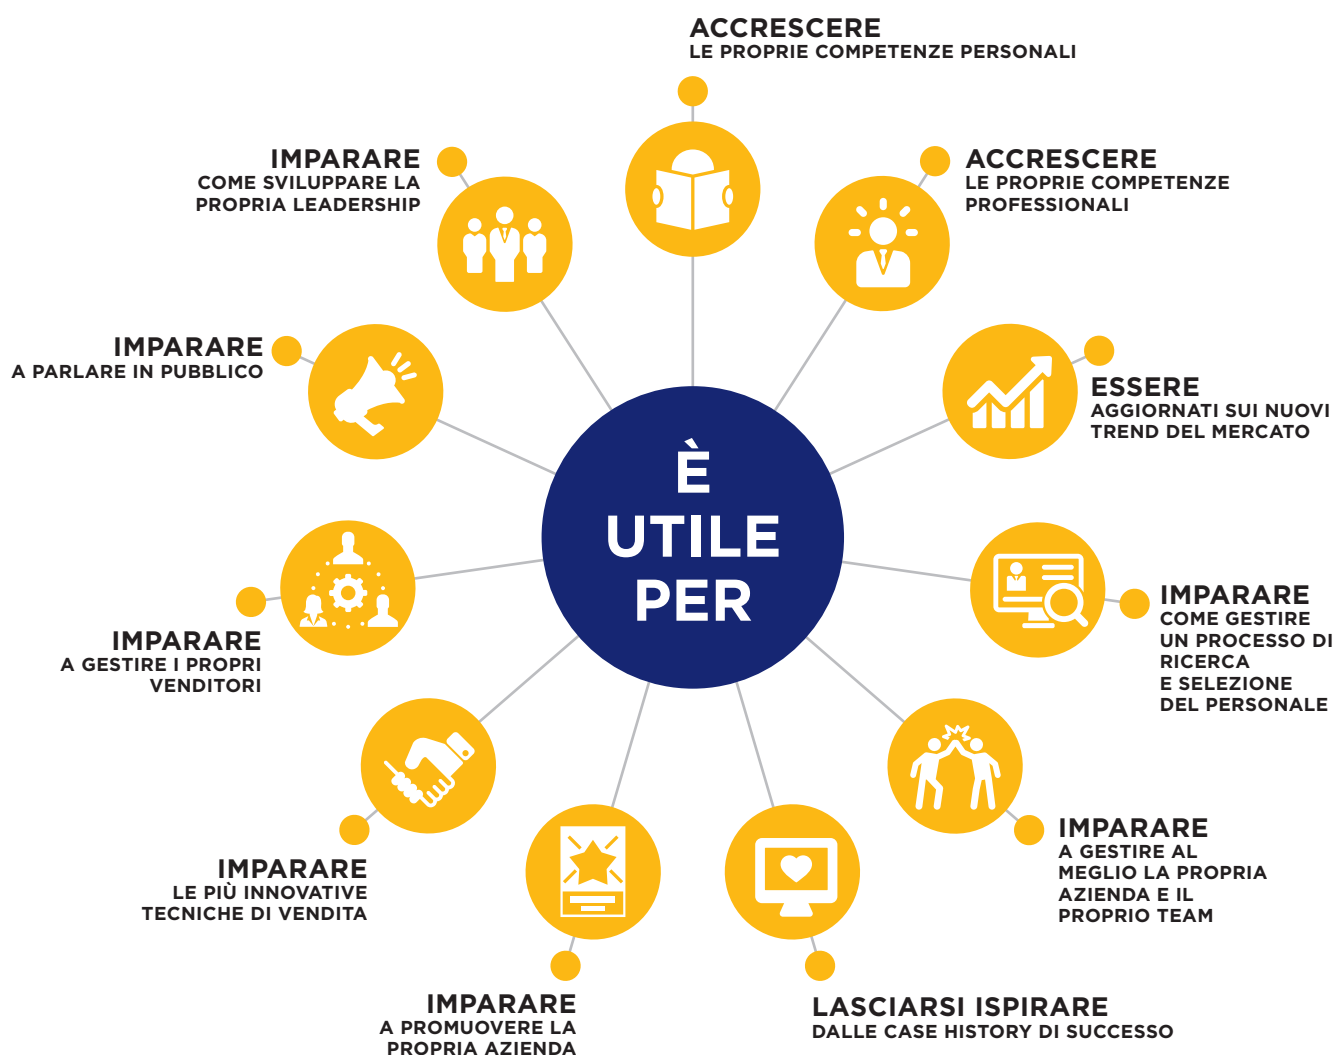 ACCRESCERE
LE PROPRIE COMPETENZE PERSONALI
ACCRESCERE
LE PROPRIE COMPETENZE
PROFESSIONALI
ESSERE
AGGIORNATI SUI NUOVI
TREND DEL MERCATO
IMPARARE
COME GESTIRE
UN PROCESSO DI
RICERCA
E SELEZIONE
DEL PERSONALE
IMPARARE
A GESTIRE AL
MEGLIO LA PROPRIA
AZIENDA E IL
PROPRIO TEAM
LASCIARSI ISPIRARE
DALLE CASE HISTORY DI SUCCESSO
IMPARARE
A PROMUOVERE LA
PROPRIA AZIENDA
IMPARARE
LE PIÙ INNOVATIVE
TECNICHE DI VENDITA
IMPARARE
A GESTIRE I PROPRI
VENDITORI
IMPARARE
A PARLARE IN PUBBLICO
IMPARARE
COME SVILUPPARE LA
PROPRIA LEADERSHIP
È
UTILE
PER